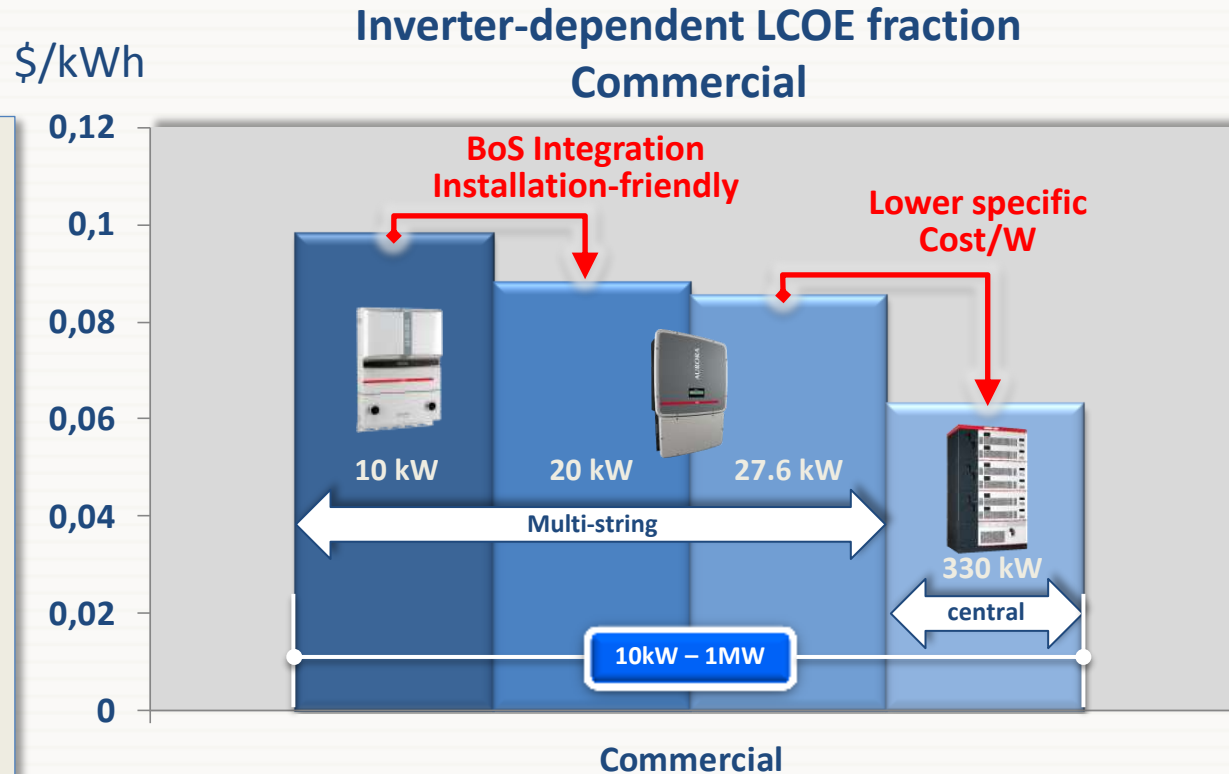 Inverter-dependent LCOE fraction
Commercial
$/kWh
0,12
0,1
0,08
0,06
0,04
0,02
0
BoS Integration
Installation-friendly
Lower specific
Cost/W
AURORA
10 kW
20 kW
27.6 kW
330 kW
Multi-string
central
10kW – 1MW
Commercial